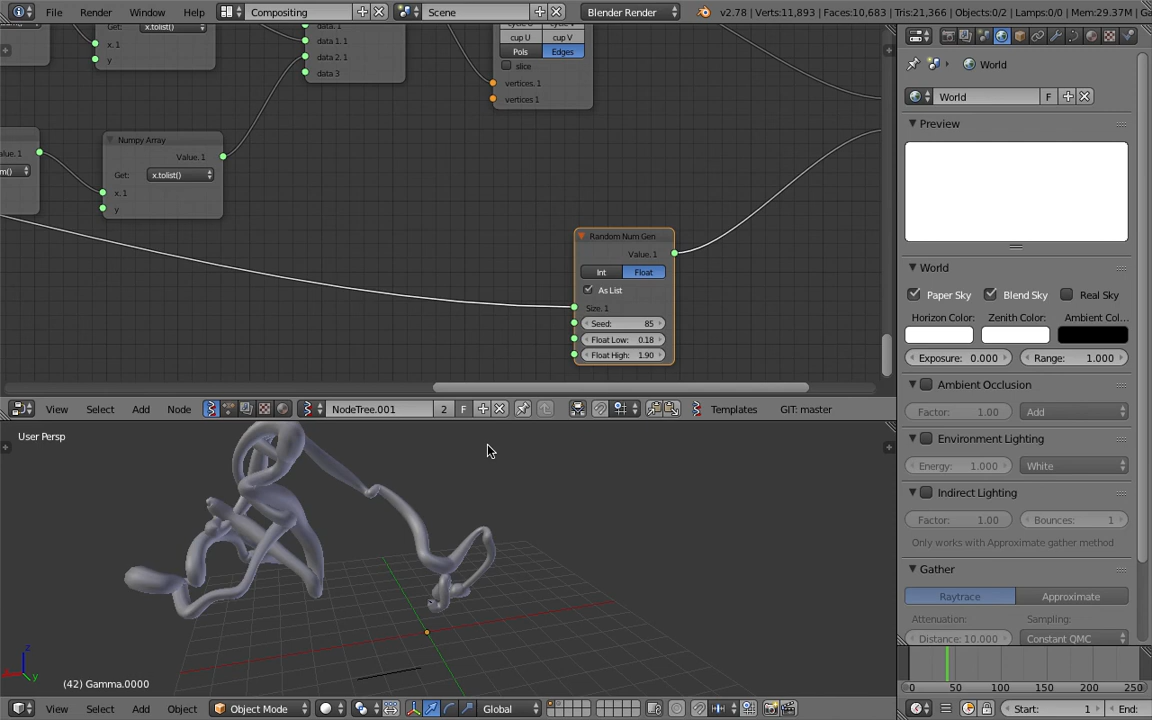 File Render Window Help Compositing Scene Blender Render v2.78 | Verts:11,893 | Faces:10,683 | Tris:21,366 | Objects:0/2 | Lamps:0/0 | Mem:29.37M | Ga
x.tolist()
x. 1
y
data. 1
data 1. 1
data 2. 1
data 3
cup U cup V
Pols Edges
slice
vertices. 1
vertices 1
alue. 1
m()
Numpy Array
Value. 1
Get: x.tolist()
x. 1
y
Random Num Gen
Value. 1
Int Float
As List
Size. 1
Seed: 85
Float Low: 0.18
Float High: 1.90
View Select Add Node NodeTree.001 2 F Templates GIT: master
User Persp
z
y
(42) Gamma.0000
View Select Add Object Object Mode Global
World
World F
Preview
World
Paper Sky Blend Sky Real Sky
Horizon Color: Zenith Color: Ambient Col...
Exposure: 0.000 Range: 1.000
Ambient Occlusion
Factor: 1.00 Add
Environment Lighting
Energy: 1.000 White
Indirect Lighting
Factor: 1.00 Bounces: 1
Only works with Approximate gather method
Gather
Raytrace Approximate
Attenuation: Sampling:
Distance: 10.000 Constant QMC
0 50 100 150 200 250
Start: 1 End: